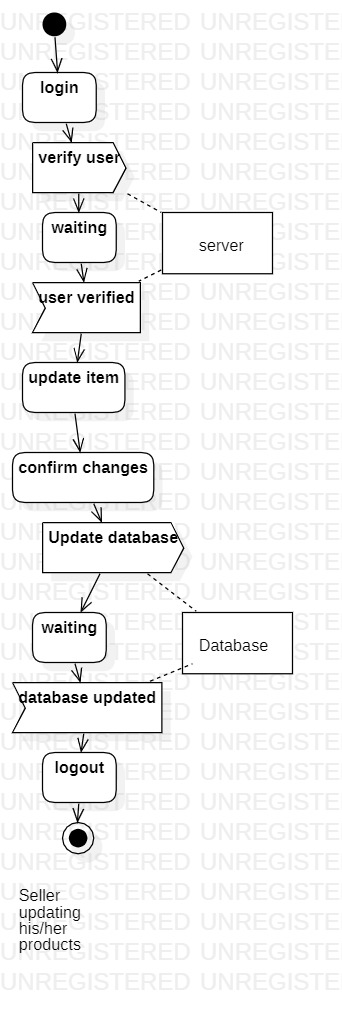 login
verify user
waiting
server
user verified
update item
confirm changes
Update database
waiting
Database
database updated
logout
Seller
updating
his/her
products
UNREGISTERED